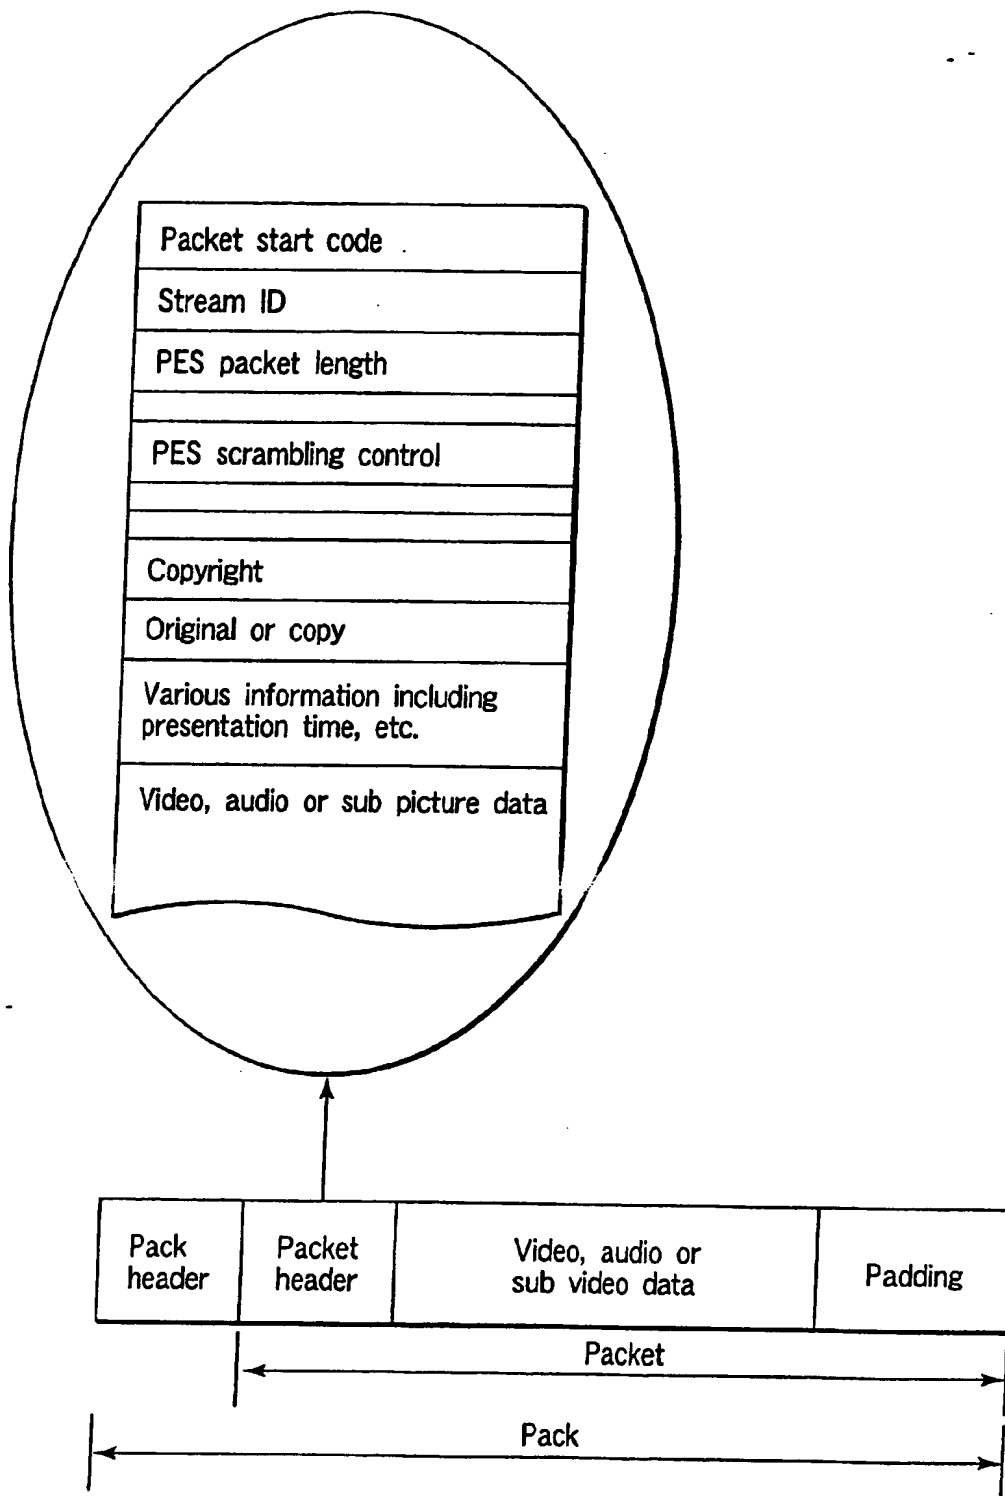 Packet start code
Stream ID
PES packet length
PES scrambling control
Copyright
Original or copy
Various information including
presentation time, etc.
Video, audio or sub picture data
Pack
header
Packet
header
Video, audio or
sub video data
Padding
Packet
Pack